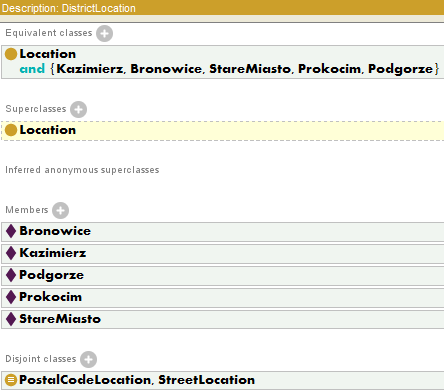 Description: DistrictLocation
Equivalent classes
Location
and {Kazimierz, Bronowice, StareMiasto, Prokocim, Podgorze}
Superclasses
Location
Inferred anonymous superclasses
Members
Bronowice
Kazimierz
Podgorze
Prokocim
StareMiasto
Disjoint classes
PostalCodeLocation, StreetLocation